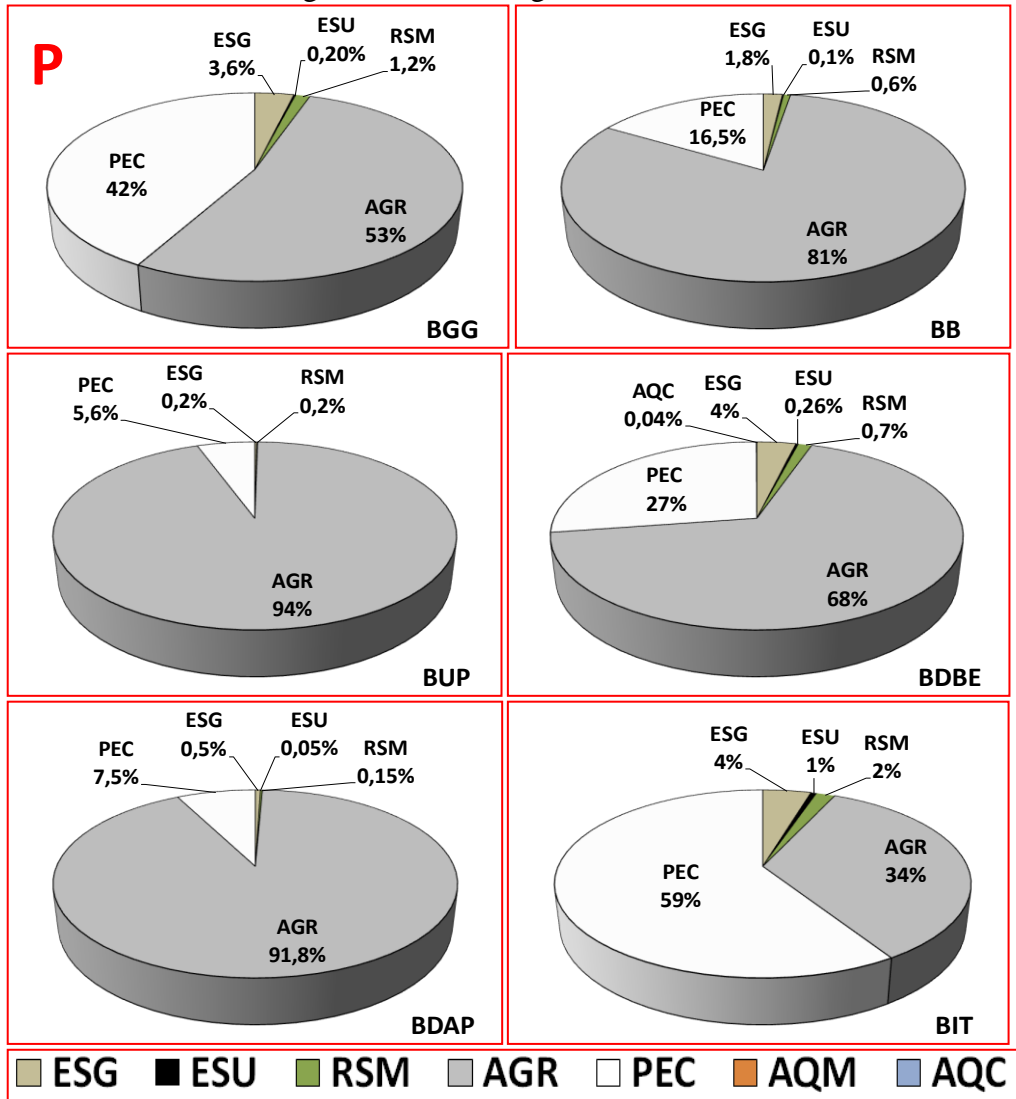 P
ESG
3,6%
ESU
0,20%
RSM
1,2%
PEC
42%
AGR
53%
BGG
ESG
1,8%
ESU
0,1%
RSM
0,6%
PEC
16,5%
AGR
81%
BB
PEC
5,6%
ESG
0,2%
RSM
0,2%
AGR
94%
BUP
AQC
0,04%
ESG
4%
ESU
0,26%
RSM
0,7%
PEC
27%
AGR
68%
BDBE
PEC
7,5%
ESG
0,5%
ESU
0,05%
RSM
0,15%
AGR
91,8%
BDAP
ESG
4%
ESU
1%
RSM
2%
PEC
59%
AGR
34%
BIT
ESG ESU RSM AGR PEC AQM AQC